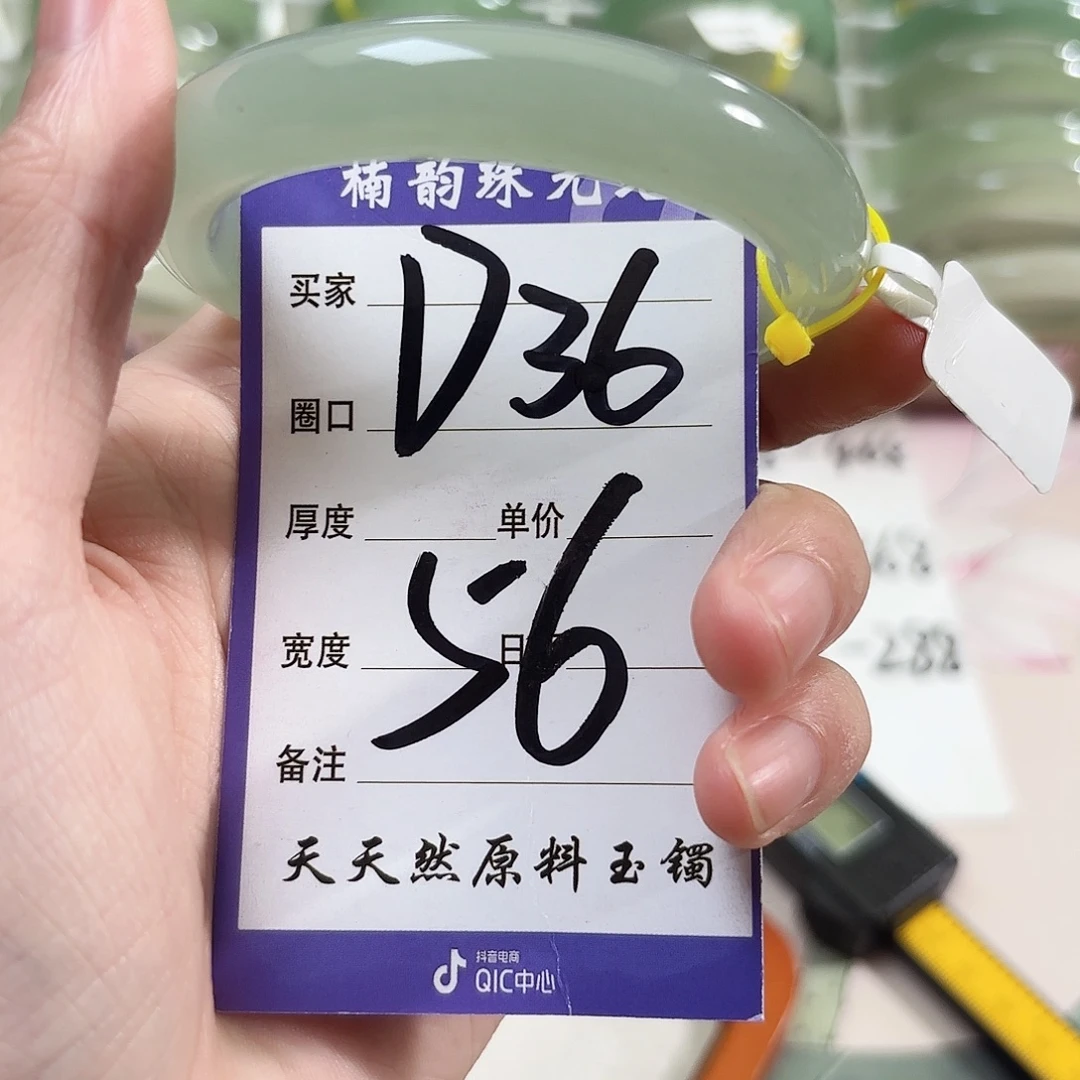 楠韵珠
买家
D36
圈口
厚度 单价
56
宽度 日
备注
天天然原料玉镯
抖音电商
QIC中心